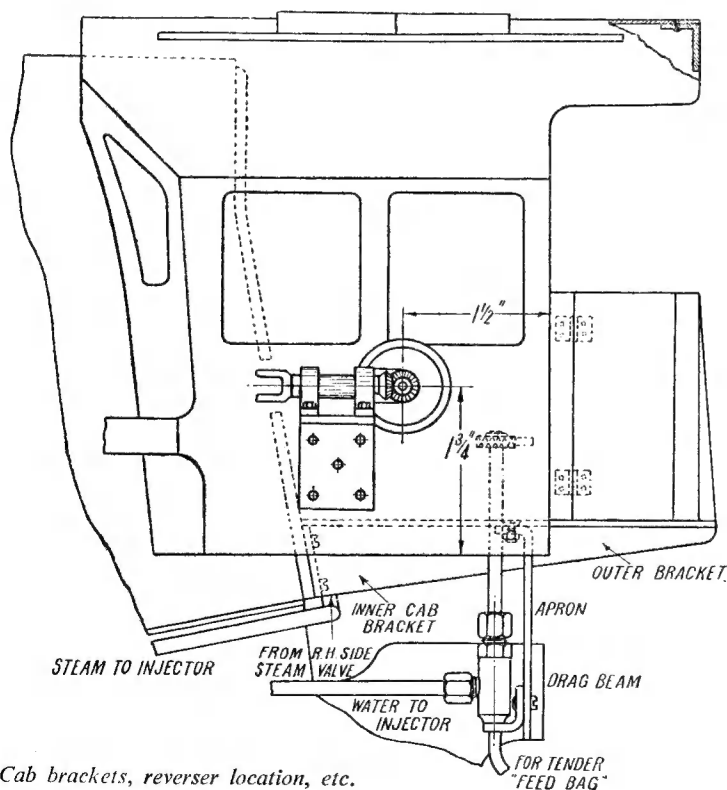 1½"
1¾"
OUTER BRACKET
INNER CAB
BRACKET
APRON
STEAM TO INJECTOR
FROM R.H SIDE
STEAM VALVE
WATER TO
INJECTOR
DRAG BEAM
FOR TENDER
"FEED BAG"
Cab brackets, reverser location, etc.